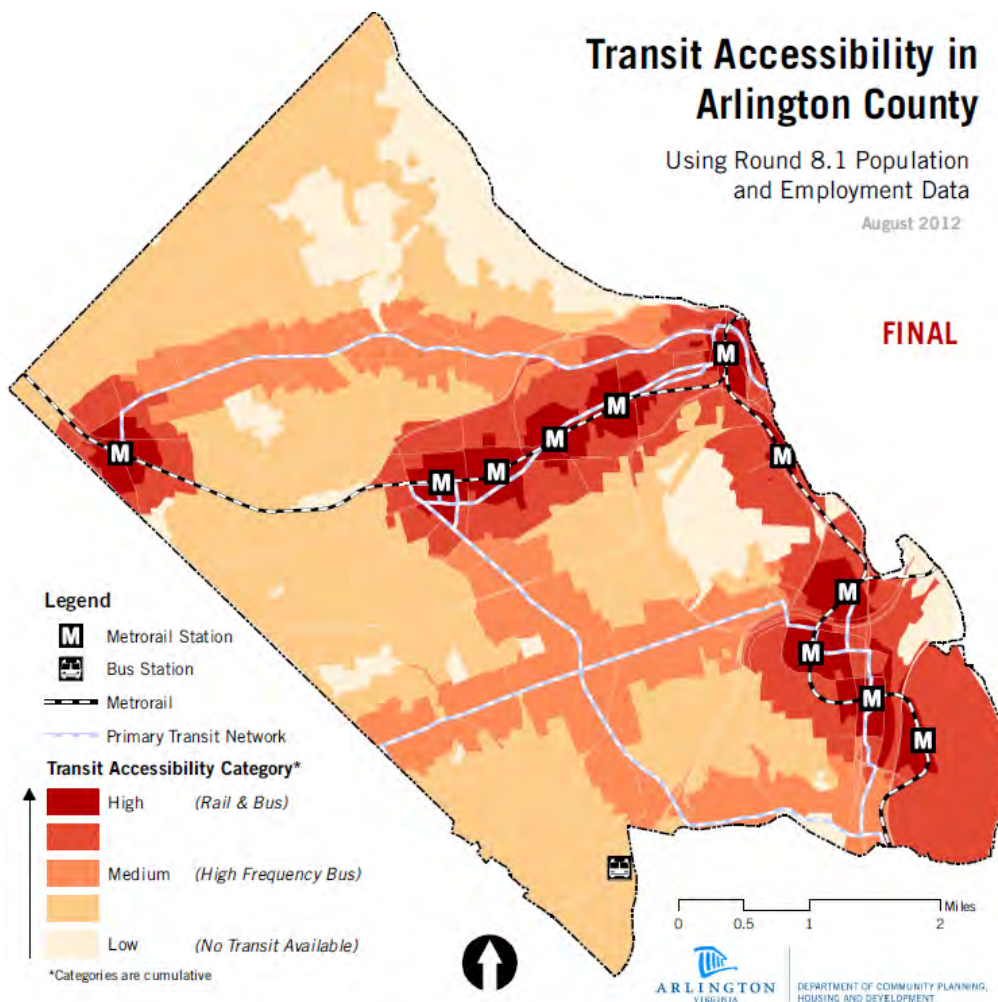 Transit Accessibility in
Arlington County
Using Round 8.1 Population
and Employment Data
August 2012
FINAL
M
M
M
M
M
M
M
M
M
M
M
Legend
M Metrorail Station
Bus Station
Metrorail
Primary Transit Network
Transit Accessibility Category*
High (Rail & Bus)
Medium (High Frequency Bus)
Low (No Transit Available)
*Categories are cumulative
Miles
0 0.5 1 2
ARLINGTON
VIRGINIA
DEPARTMENT OF COMMUNITY PLANNING,
HOUSING AND DEVELOPMENT